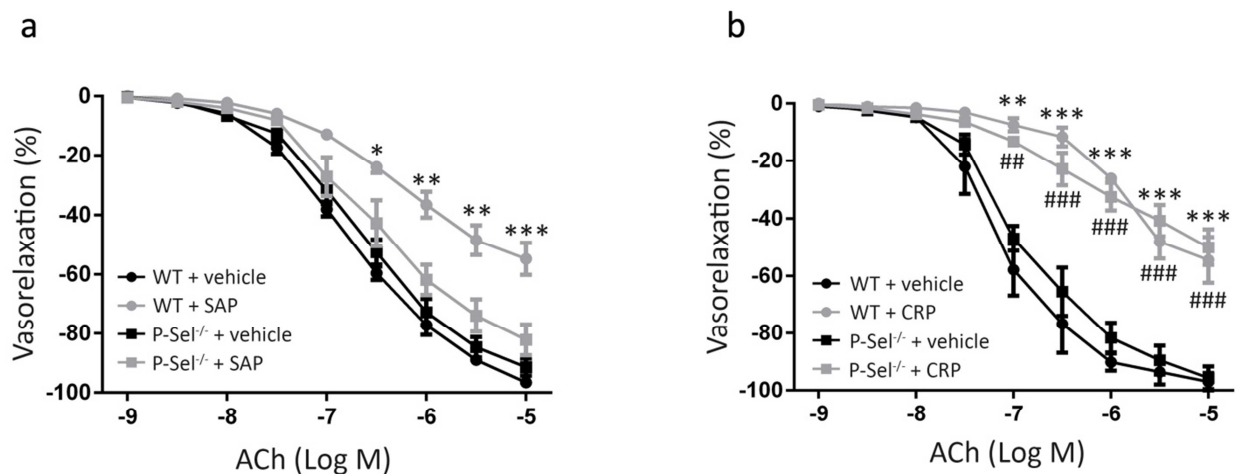 a
Vasorelaxation (%)
0
-20
-40
-60
-80
-100
*
**
**
***
WT + vehicle
WT + SAP
P-Sel-/- + vehicle
P-Sel-/- + SAP
-9 -8 -7 -6 -5
ACh (Log M)
b
Vasorelaxation (%)
0
-20
-40
-60
-80
-100
**
***
***
***
***
##
###
###
###
###
WT + vehicle
WT + CRP
P-Sel-/- + vehicle
P-Sel-/- + CRP
-9 -8 -7 -6 -5
ACh (Log M)